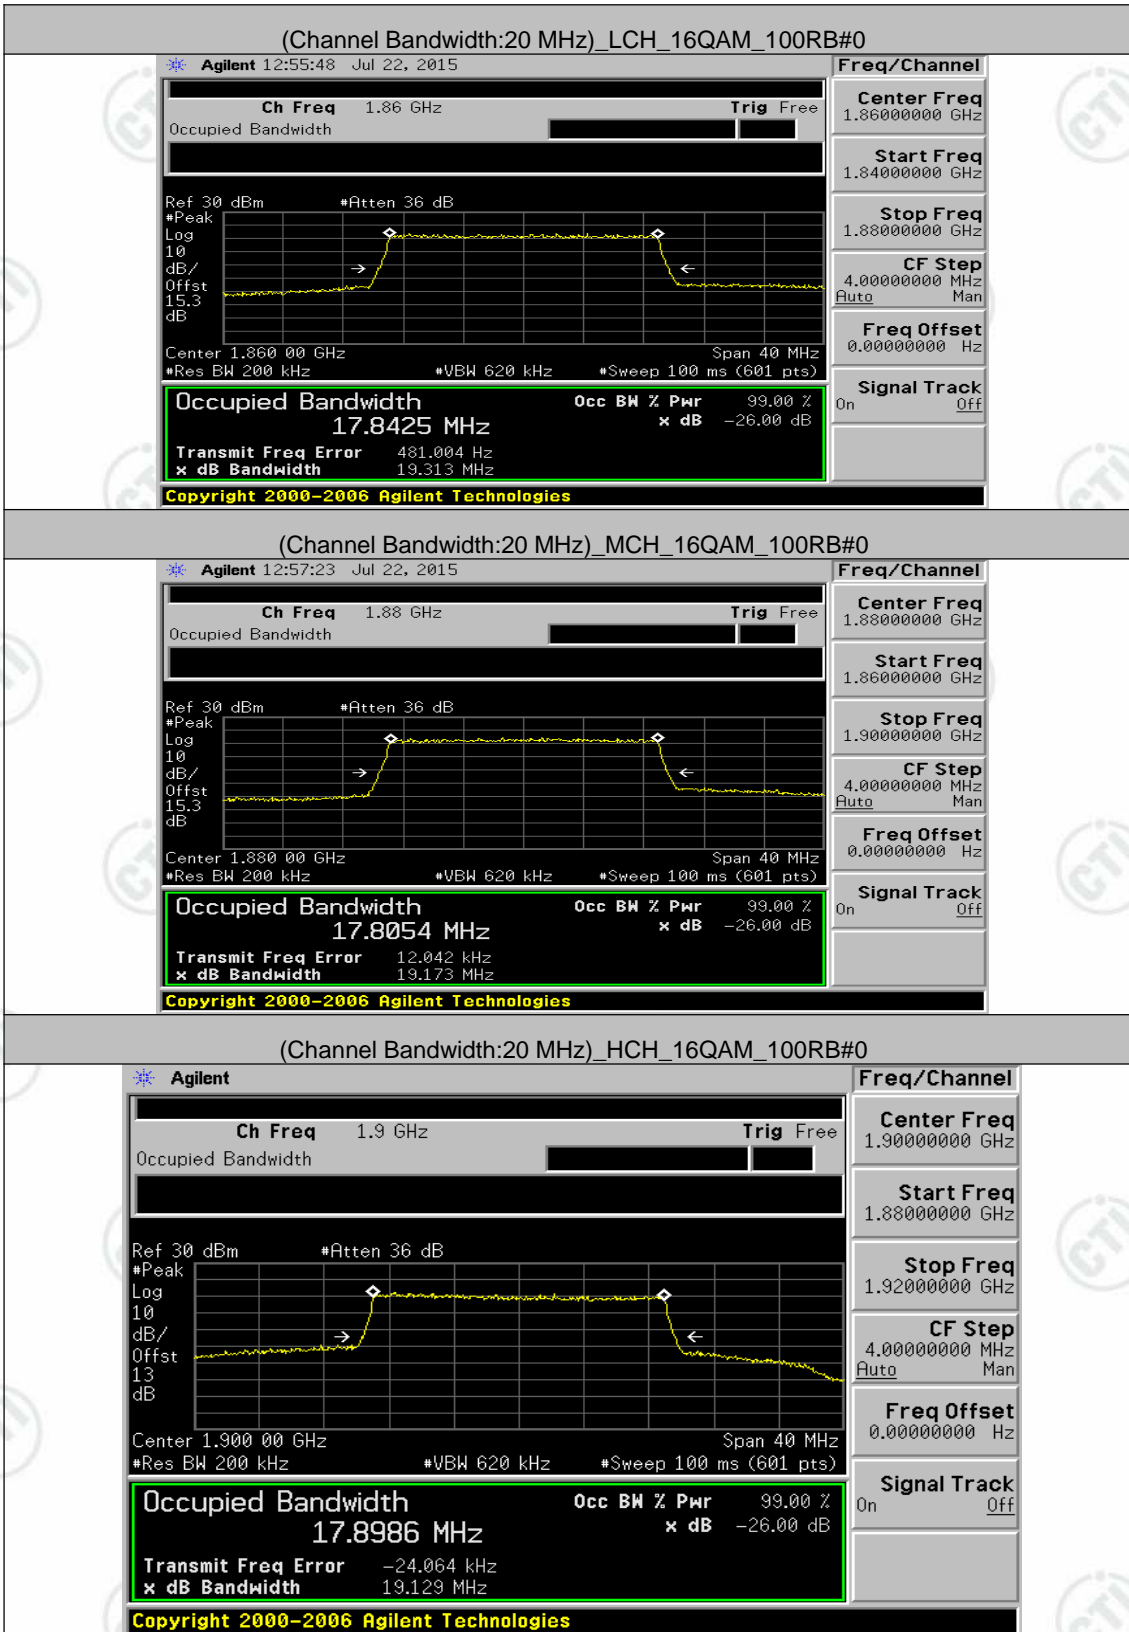 (Channel Bandwidth:20 MHz)_LCH_16QAM_100RB#0
Agilent 12:55:48 Jul 22, 2015 Freq/Channel
Ch Freq 1.86 GHz Trig Free
Occupied Bandwidth
Center Freq
1.86000000 GHz
Start Freq
1.84000000 GHz
Stop Freq
1.88000000 GHz
CF Step
4.00000000 MHz
Auto Man
Freq Offset
0.00000000 Hz
Signal Track
On Off
Ref 30 dBm #Atten 36 dB
#Peak
Log
10
dB/
Offst
15.3
dB
Center 1.860 00 GHz Span 40 MHz
#Res BW 200 kHz #VBW 620 kHz #Sweep 100 ms (601 pts)
Occupied Bandwidth Occ BW % Pwr 99.00 %
17.8425 MHz x dB -26.00 dB
Transmit Freq Error 481.004 Hz
x dB Bandwidth 19.313 MHz
Copyright 2000-2006 Agilent Technologies
(Channel Bandwidth:20 MHz)_MCH_16QAM_100RB#0
Agilent 12:57:23 Jul 22, 2015 Freq/Channel
Ch Freq 1.88 GHz Trig Free
Occupied Bandwidth
Center Freq
1.88000000 GHz
Start Freq
1.86000000 GHz
Stop Freq
1.90000000 GHz
CF Step
4.00000000 MHz
Auto Man
Freq Offset
0.00000000 Hz
Signal Track
On Off
Ref 30 dBm #Atten 36 dB
#Peak
Log
10
dB/
Offst
15.3
dB
Center 1.880 00 GHz Span 40 MHz
#Res BW 200 kHz #VBW 620 kHz #Sweep 100 ms (601 pts)
Occupied Bandwidth Occ BW % Pwr 99.00 %
17.8054 MHz x dB -26.00 dB
Transmit Freq Error 12.042 kHz
x dB Bandwidth 19.173 MHz
Copyright 2000-2006 Agilent Technologies
(Channel Bandwidth:20 MHz)_HCH_16QAM_100RB#0
Agilent Freq/Channel
Ch Freq 1.9 GHz Trig Free
Occupied Bandwidth
Center Freq
1.90000000 GHz
Start Freq
1.88000000 GHz
Stop Freq
1.92000000 GHz
CF Step
4.00000000 MHz
Auto Man
Freq Offset
0.00000000 Hz
Signal Track
On Off
Ref 30 dBm #Atten 36 dB
#Peak
Log
10
dB/
Offst
13
dB
Center 1.900 00 GHz Span 40 MHz
#Res BW 200 kHz #VBW 620 kHz #Sweep 100 ms (601 pts)
Occupied Bandwidth Occ BW % Pwr 99.00 %
17.8986 MHz x dB -26.00 dB
Transmit Freq Error -24.064 kHz
x dB Bandwidth 19.129 MHz
Copyright 2000-2006 Agilent Technologies
CTI
CTI
CTI
CTI
CTI
CTI
CTI